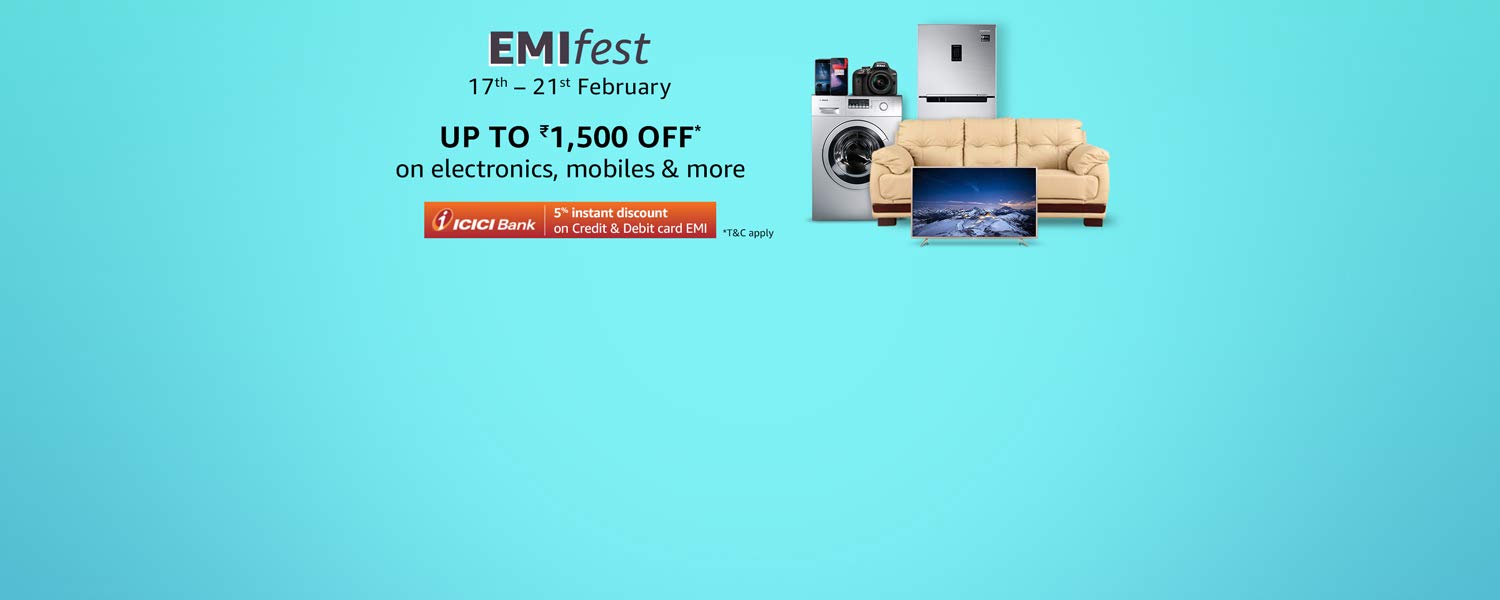 EMIfest
17th – 21st February
UP TO ₹1,500 OFF*
on electronics, mobiles & more
ICICI Bank
5% instant discount
on Credit & Debit card EMI
*T&C apply